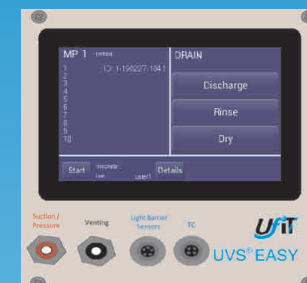 MP 1
DRAIN
1
2
3
4
5
6
7
8
9
10
Discharge
Rinse
Dry
Start
user1
Details
Suction /
Pressure
Venting
Light Barrier
Sensors
TC
UFiT
UVS® EASY